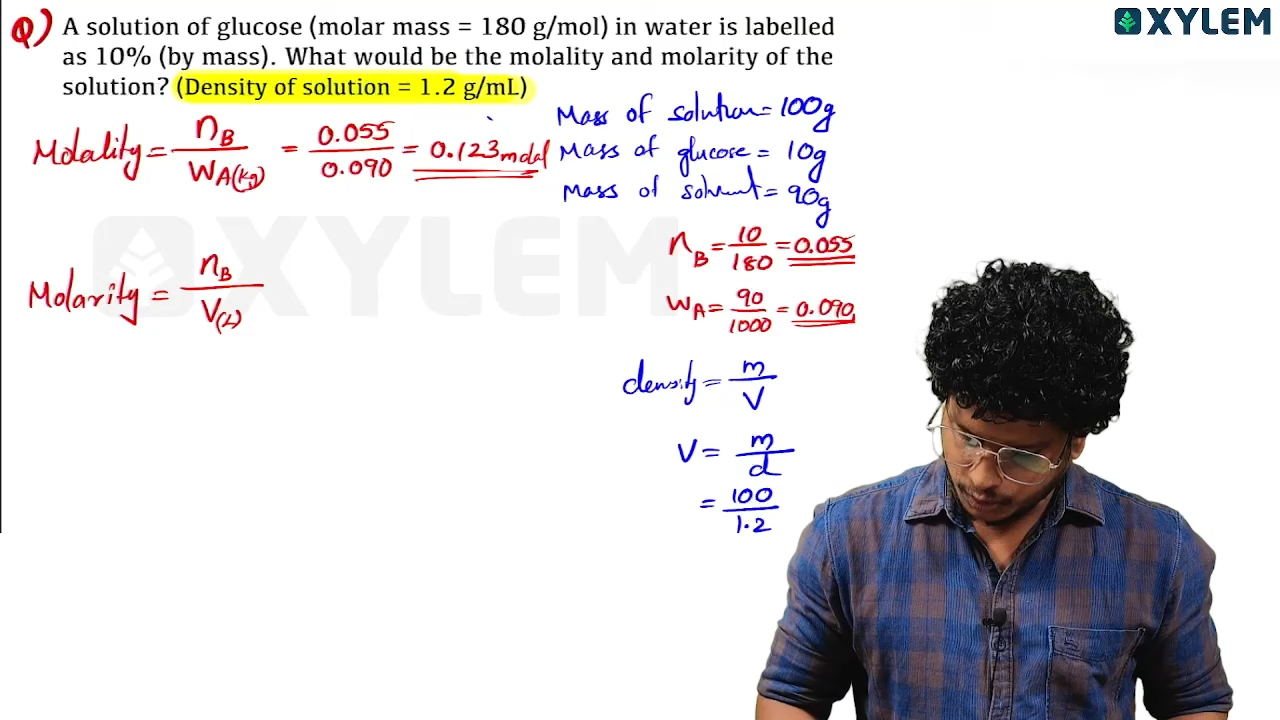 Q) A solution of glucose (molar mass = 180 g/mol) in water is labelled
as 10% (by mass). What would be the molality and molarity of the
solution? (Density of solution = 1.2 g/mL)
XYLEM
Molality = nB / WA(kg) = 0.055 / 0.090 = 0.123 molal
Mass of solution = 100g
Mass of glucose = 10g
Mass of solvent = 90g
XYLEM
nB = 10 / 180 = 0.055
WA = 90 / 1000 = 0.090
Molarity = nB / V(L)
density = m / V
V = m / d
= 100 / 1.2